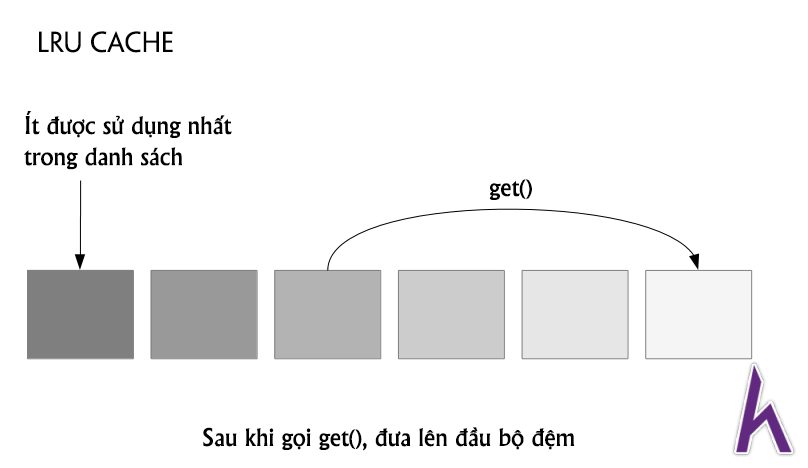 LRU CACHE
Ít được sử dụng nhất
trong danh sách
get()
Sau khi gọi get(), đưa lên đầu bộ đệm